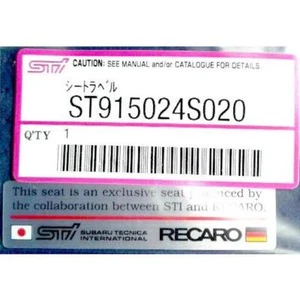 STI CAUTION: SEE MANUAL and/or CATALOGUE FOR DETAILS
シートラベル
ST915024S020
QTY 1
This seat is an exclusive seat produced by
the collaboration between STI and RECARO.
STI SUBARU TECNICA INTERNATIONAL RECARO